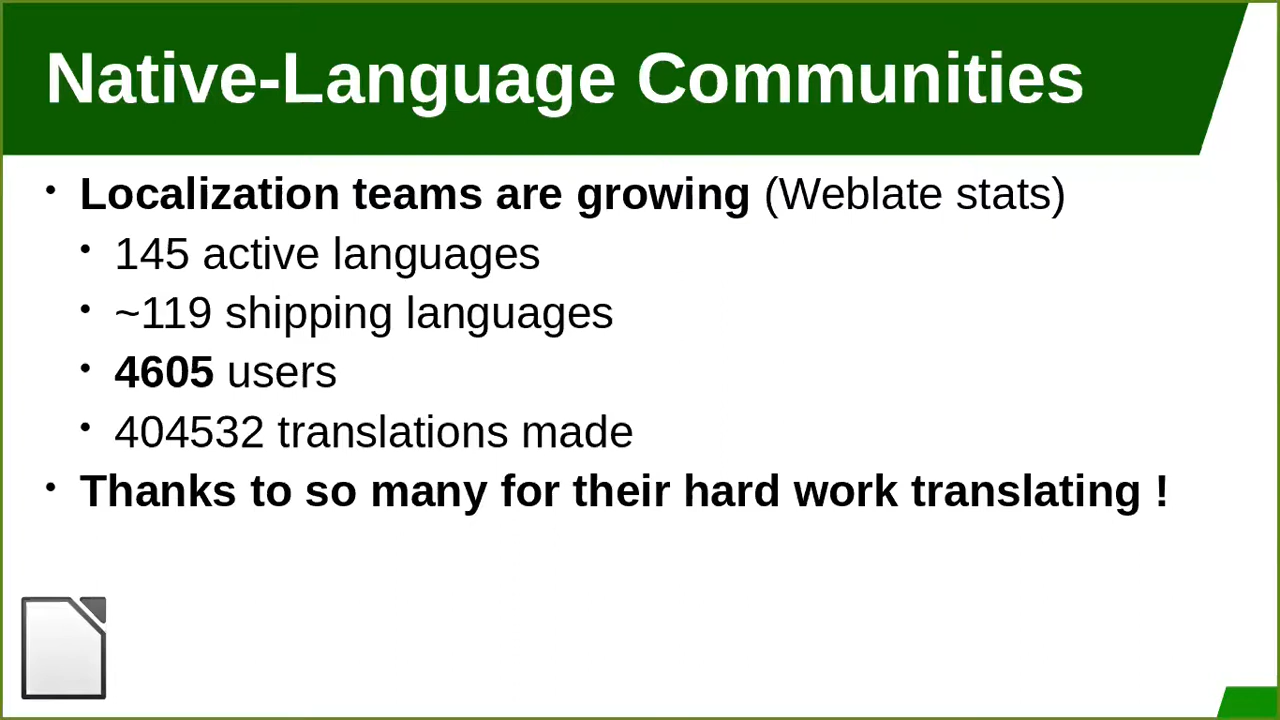 Native-Language Communities
• Localization teams are growing (Weblate stats)
• 145 active languages
• ~119 shipping languages
• 4605 users
• 404532 translations made
• Thanks to so many for their hard work translating !